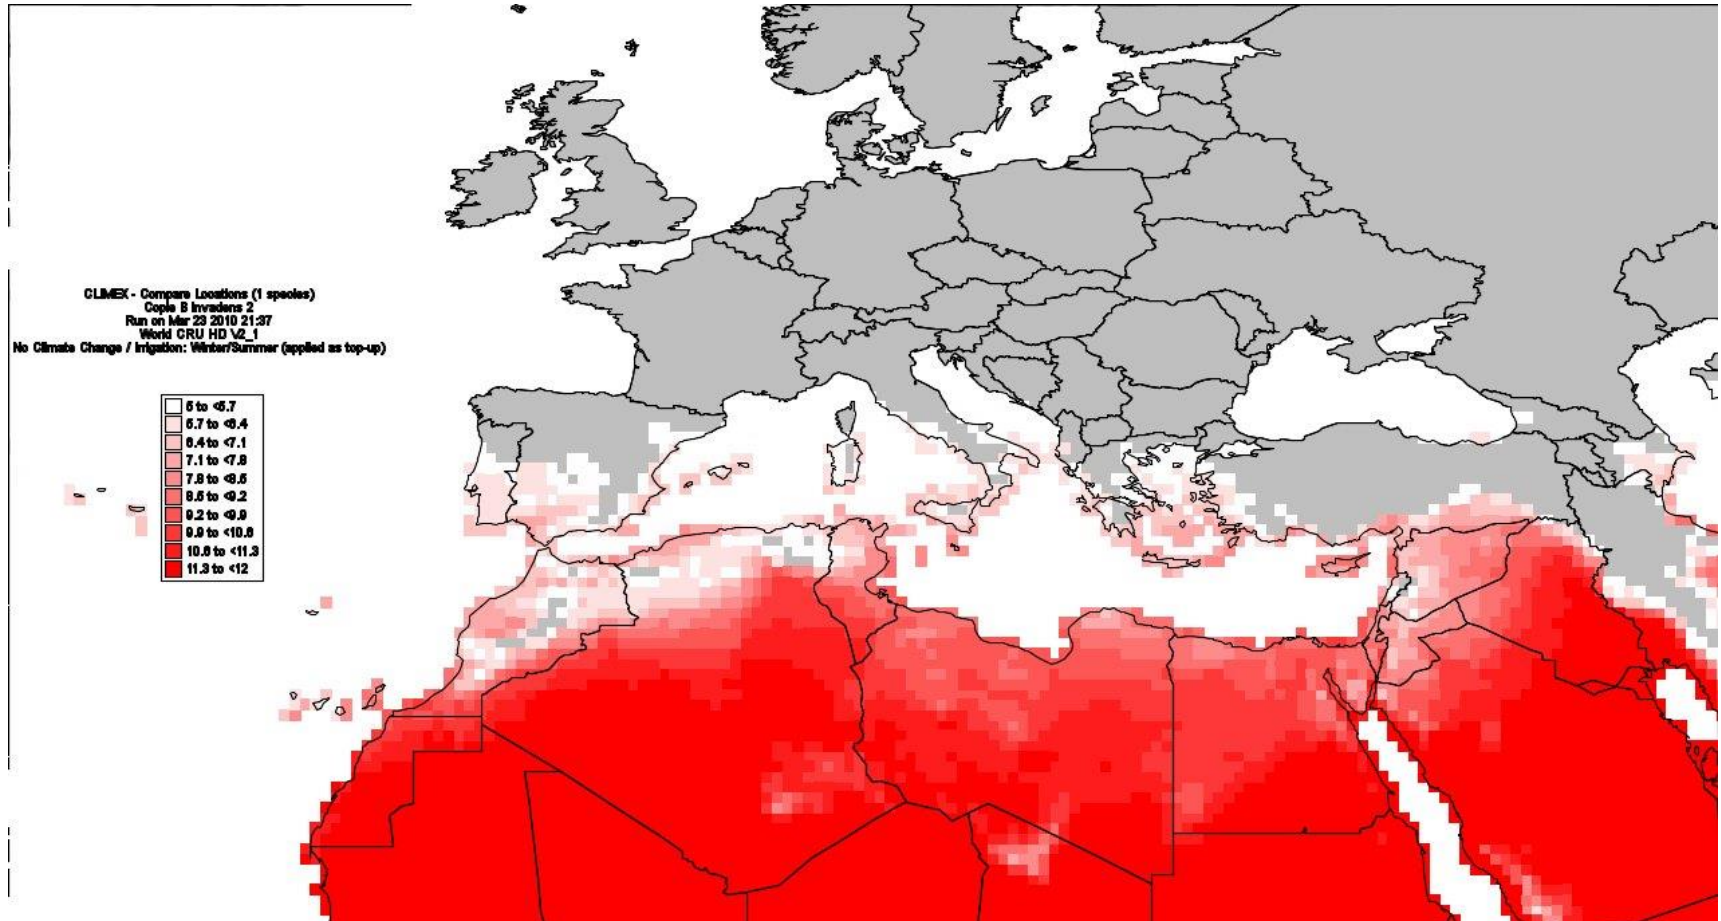 CLIMEX - Compare Locations (1 species)
Copie B Invadens 2
Run on Mar 23 2010 21:37
World CRU HD V2_1
No Climate Change / Irrigation: Winter/Summer (applied as top-up)
5 to <5.7
5.7 to <6.4
6.4 to <7.1
7.1 to <7.8
7.8 to <8.5
8.5 to <9.2
9.2 to <9.9
9.9 to <10.6
10.6 to <11.3
11.3 to <12